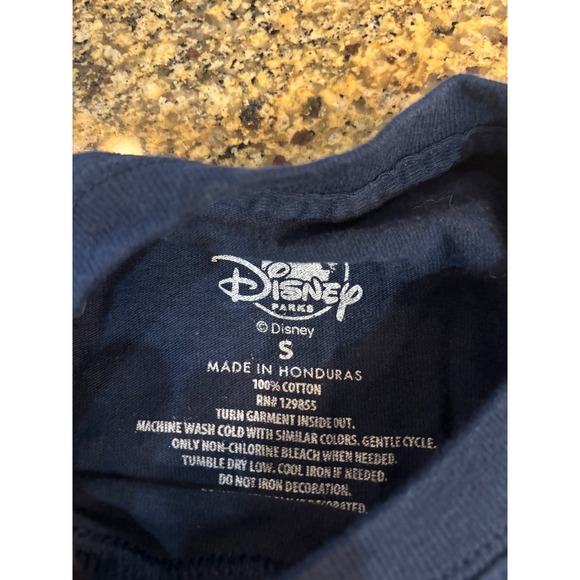 Disney
PARKS
© Disney
S
MADE IN HONDURAS
100% COTTON
RN# 129855
TURN GARMENT INSIDE OUT.
MACHINE WASH COLD WITH SIMILAR COLORS. GENTLE CYCLE.
ONLY NON-CHLORINE BLEACH WHEN NEEDED.
TUMBLE DRY LOW. COOL IRON IF NEEDED.
DO NOT IRON DECORATION.